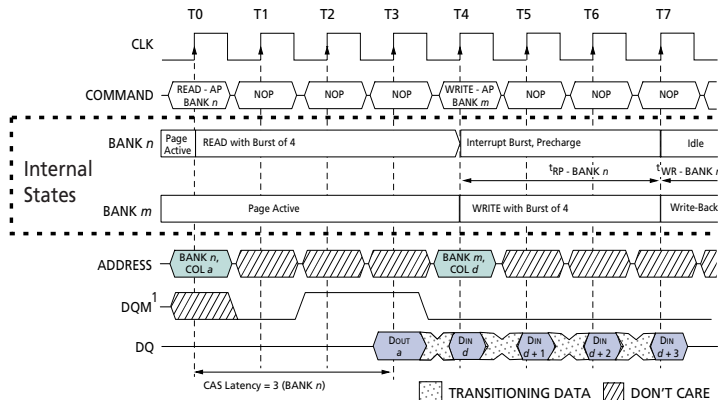 T0 T1 T2 T3 T4 T5 T6 T7
CLK
COMMAND
READ - AP
BANK n
NOP
NOP
NOP
WRITE - AP
BANK m
NOP
NOP
NOP
Internal
States
BANK n
Page
Active
READ with Burst of 4
Interrupt Burst, Precharge
Idle
tRP - BANK n
tWR - BANK
BANK m
Page Active
WRITE with Burst of 4
Write-Back
ADDRESS
BANK n,
COL a
BANK m,
COL d
DQM1
DQ
DOUT
a
DIN
d
DIN
d + 1
DIN
d + 2
DIN
d + 3
CAS Latency = 3 (BANK n)
TRANSITIONING DATA
DON'T CARE